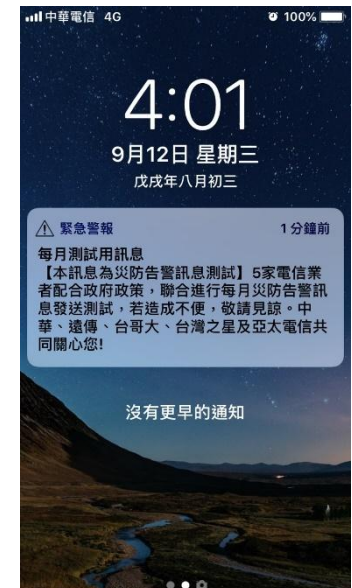 中華電信 4G 100%
4:01
9月12日 星期三
戊戌年八月初三
緊急警報 1分鐘前
每月測試用訊息
【本訊息為災防告警訊息測試】5家電信業
者配合政府政策，聯合進行每月災防告警訊
息發送測試，若造成不便，敬請見諒。中
華、遠傳、台哥大、台灣之星及亞太電信共
同關心您!
沒有更早的通知